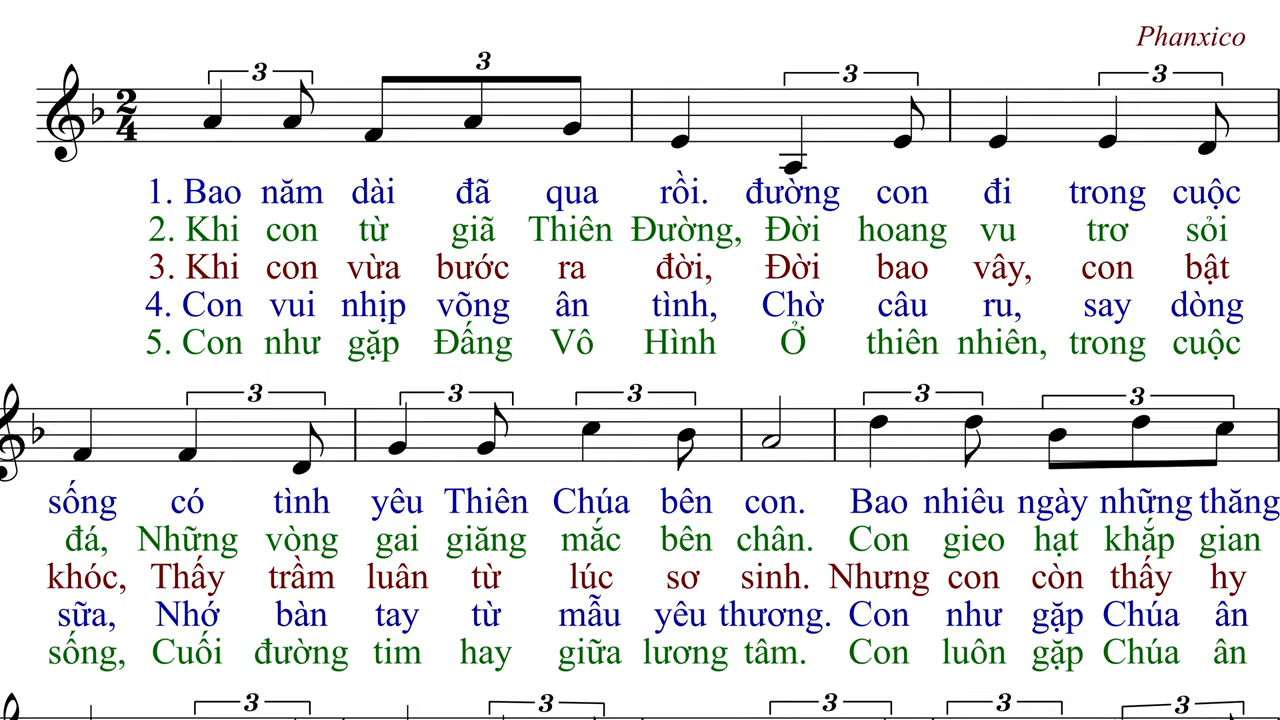 Phanxico
3 3 3 3
2
4
1. Bao năm dài đã qua rồi. đường con đi trong cuộc
2. Khi con từ giã Thiên Đường, Đời hoang vu trơ sỏi
3. Khi con vừa bước ra đời, Đời bao vây, con bật
4. Con vui nhịp võng ân tình, Chờ câu ru, say dòng
5. Con như gặp Đấng Vô Hình Ở thiên nhiên, trong cuộc
3 3 3 3 3
sống có tình yêu Thiên Chúa bên con. Bao nhiêu ngày những thăng
đá, Những vòng gai giăng mắc bên chân. Con gieo hạt khắp gian
khóc, Thấy trầm luân từ lúc sơ sinh. Nhưng con còn thấy hy
sữa, Nhớ bàn tay từ mẫu yêu thương. Con như gặp Chúa ân
sống, Cuối đường tim hay giữa lương tâm. Con luôn gặp Chúa ân
3 3 3 3 3